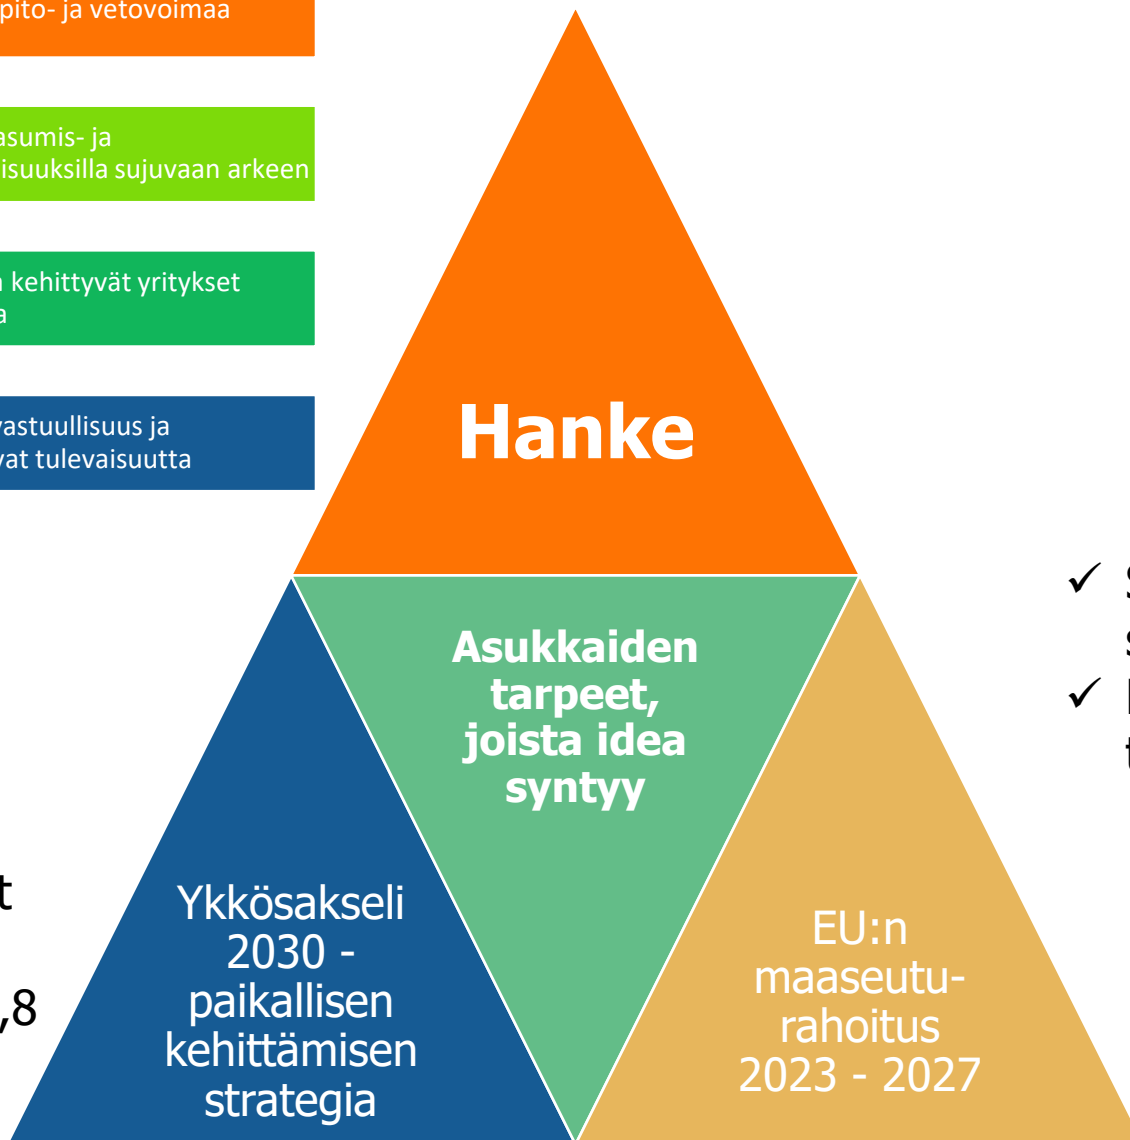 pito- ja vetovoimaa
asumis- ja
isuuksilla sujuvaan arkeen
kehittyvät yritykset
a
vastuullisuus ja
vat tulevaisuutta
Hanke
Asukkaiden
tarpeet,
joista idea
syntyy
Ykkösakseli
2030 -
paikallisen
kehittämisen
strategia
EU:n
maaseutu-
rahoitus
2023 - 2027
t
,8
✓ S
s
✓
t